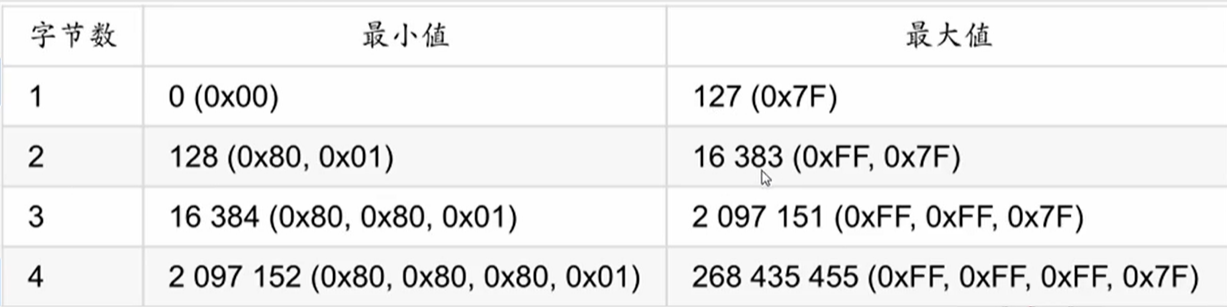 字节数 最小值 最大值
1 0 (0x00) 127 (0x7F)
2 128 (0x80, 0x01) 16 383 (0xFF, 0x7F)
3 16 384 (0x80, 0x80, 0x01) 2 097 151 (0xFF, 0xFF, 0x7F)
4 2 097 152 (0x80, 0x80, 0x80, 0x01) 268 435 455 (0xFF, 0xFF, 0xFF, 0x7F)